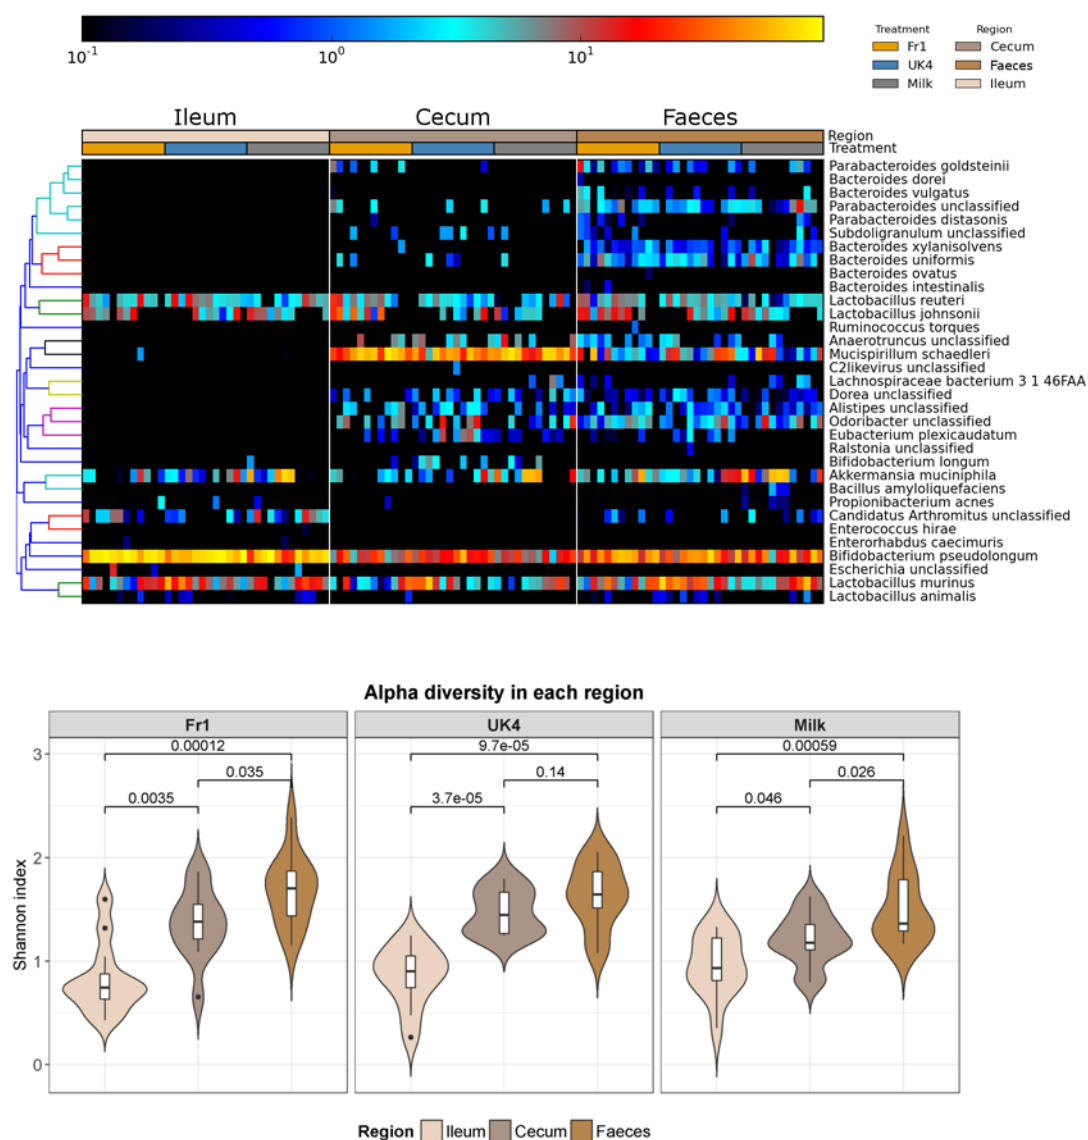 10^-1 10^0 10^1
Treatment Region
Fr1 Cecum
UK4 Faeces
Milk Ileum
Ileum Cecum Faeces
Region
Treatment
Parabacteroides goldsteinii
Bacteroides dorei
Bacteroides vulgatus
Parabacteroides unclassified
Parabacteroides distasonis
Subdoligranulum unclassified
Bacteroides xylanisolvens
Bacteroides uniformis
Bacteroides ovatus
Bacteroides intestinalis
Lactobacillus reuteri
Lactobacillus johnsonii
Ruminococcus torques
Anaerotruncus unclassified
Mucispirillum schaedleri
C2likevirus unclassified
Lachnospiraceae bacterium 3 1 46FAA
Dorea unclassified
Alistipes unclassified
Odoribacter unclassified
Eubacterium plexicaudatum
Ralstonia unclassified
Bifidobacterium longum
Akkermansia muciniphila
Bacillus amyloliquefaciens
Propionibacterium acnes
Candidatus Arthromitus unclassified
Enterococcus hirae
Enterorhabdus caecimuris
Bifidobacterium pseudolongum
Escherichia unclassified
Lactobacillus murinus
Lactobacillus animalis
Alpha diversity in each region
Fr1 UK4 Milk
0.00012 9.7e-05 0.00059
0.035 0.14 0.026
0.0035 3.7e-05 0.046
3
2
1
0
Shannon index
Region Ileum Cecum Faeces